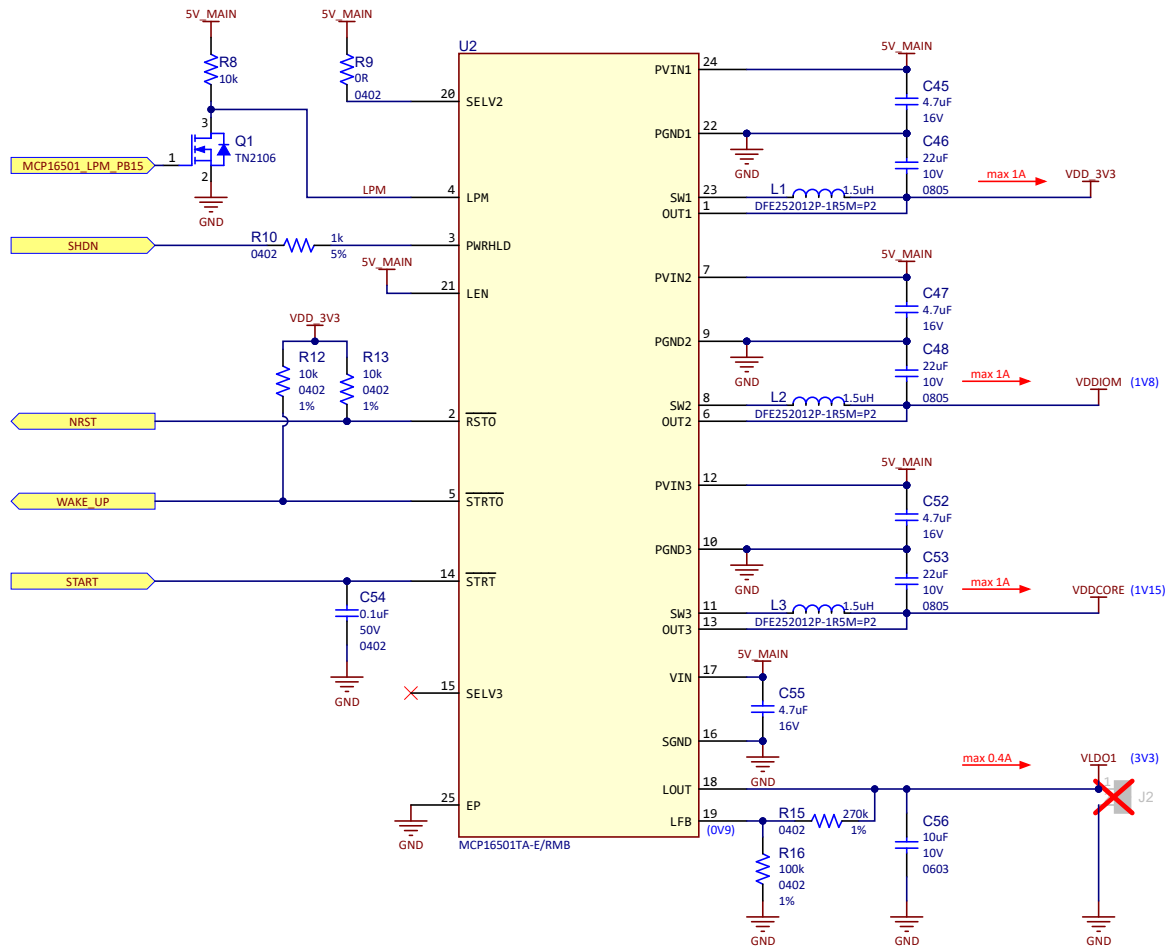 5V_MAIN
R8
10k
5V_MAIN
R9
0R
0402
3
Q1
TN2106
1
2
MCP16501_LPM_PB15
GND
LPM
SHDN
R10
0402
1k
5%
5V_MAIN
VDD_3V3
R12
10k
0402
1%
R13
10k
0402
1%
NRST
WAKE_UP
START
C54
0.1uF
50V
0402
GND
GND
U2
20 SELV2
4 LPM
3 PWRHLD
21 LEN
2 RSTO
5 STRTO
14 STRT
15 SELV3
25 EP
MCP16501TA-E/RMB
PVIN1 24
PGND1 22
SW1 23
OUT1 1
PVIN2 7
PGND2 9
SW2 8
OUT2 6
PVIN3 12
PGND3 10
SW3 11
OUT3 13
VIN 17
SGND 16
LOUT 18
LFB 19
(0V9)
5V_MAIN
C45
4.7uF
16V
GND
C46
22uF
10V
0805
L1 1.5uH
DFE252012P-1R5M=P2
max 1A
VDD_3V3
5V_MAIN
C47
4.7uF
16V
GND
C48
22uF
10V
0805
L2 1.5uH
DFE252012P-1R5M=P2
max 1A
VDDIOM (1V8)
5V_MAIN
C52
4.7uF
16V
GND
C53
22uF
10V
0805
L3 1.5uH
DFE252012P-1R5M=P2
max 1A
VDDCORE (1V15)
5V_MAIN
C55
4.7uF
16V
GND
max 0.4A
VLDO1 (3V3)
1
J2
R15
0402
270k
1%
R16
100k
0402
1%
C56
10uF
10V
0603
GND
GND
GND